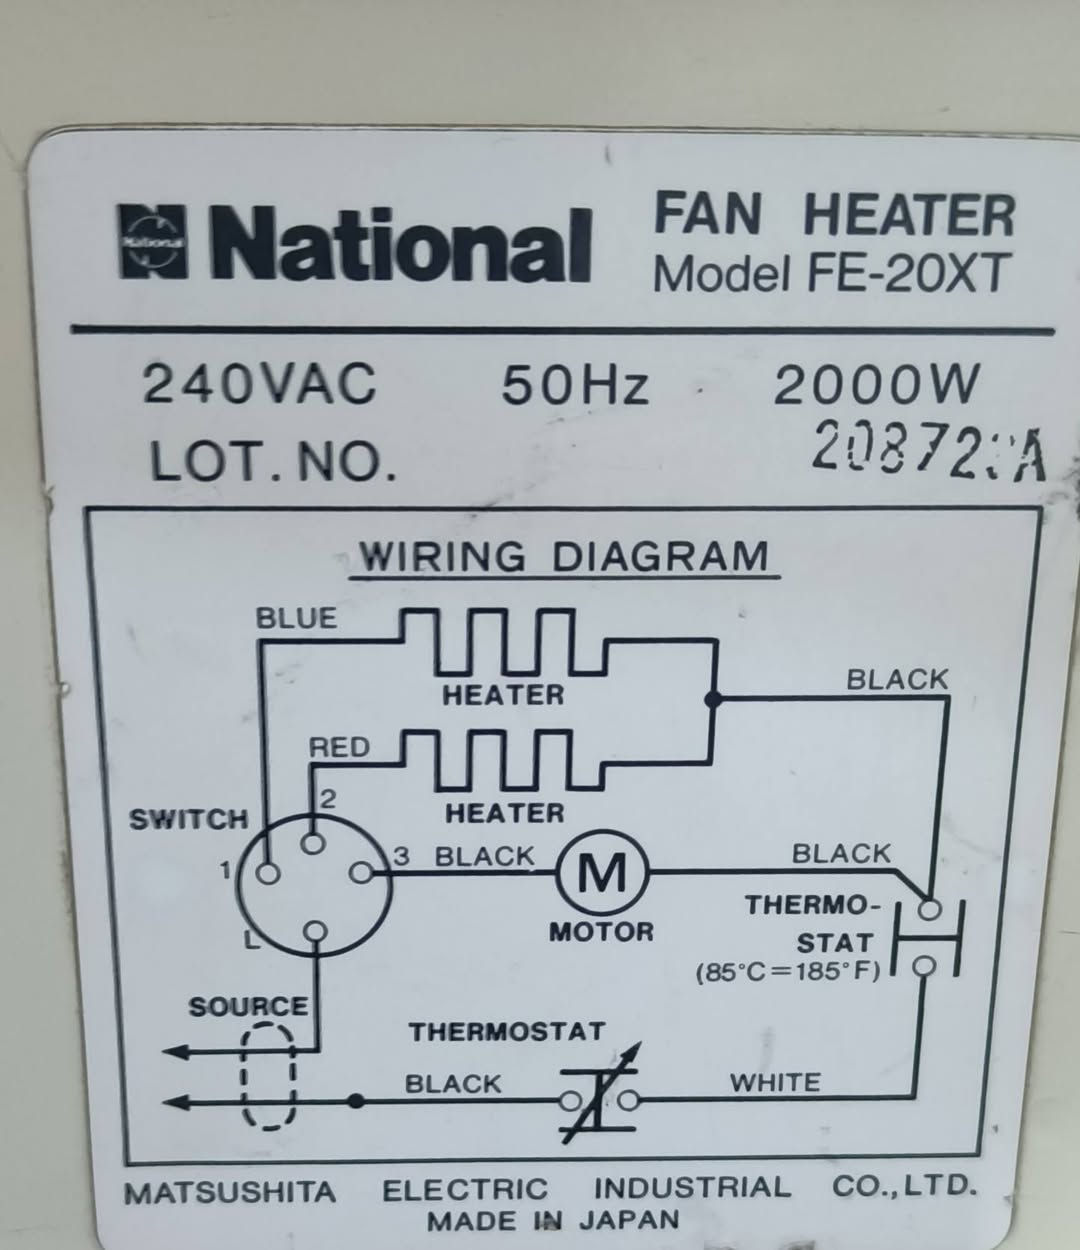 National
National
FAN HEATER
Model FE-20XT
240VAC 50Hz 2000W
LOT. NO.
WIRING DIAGRAM
BLUE
HEATER
BLACK
RED
2
HEATER
SWITCH
1
3 BLACK
M
BLACK
MOTOR
THERMO-
STAT
(85°C=185°F)
L
SOURCE
THERMOSTAT
BLACK
WHITE
MATSUSHITA ELECTRIC INDUSTRIAL CO.,LTD.
MADE IN JAPAN